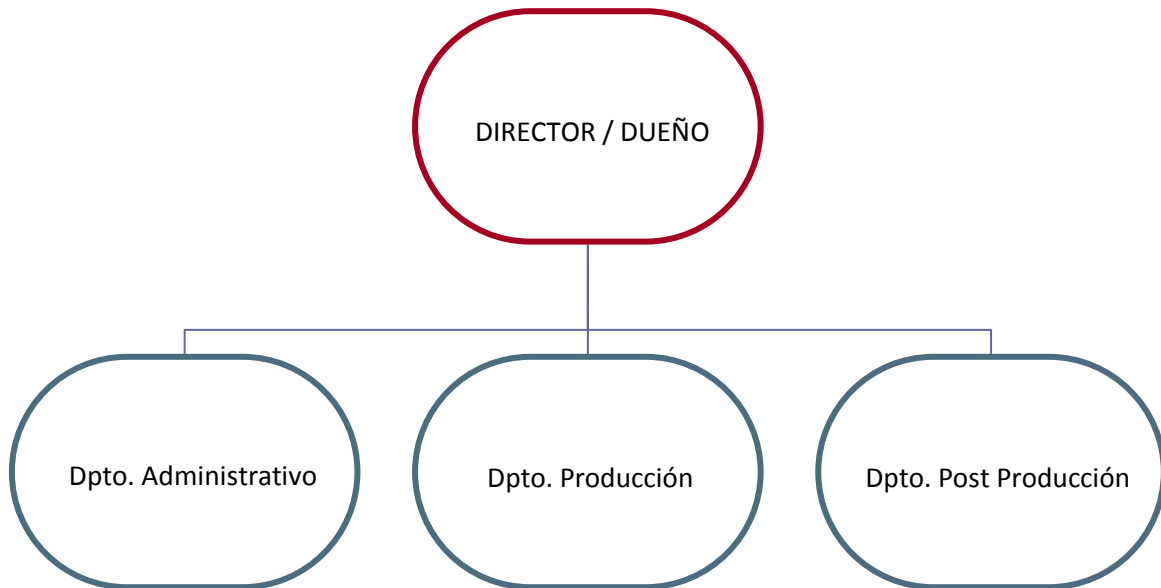 DIRECTOR / DUEÑO
Dpto. Administrativo
Dpto. Producción
Dpto. Post Producción